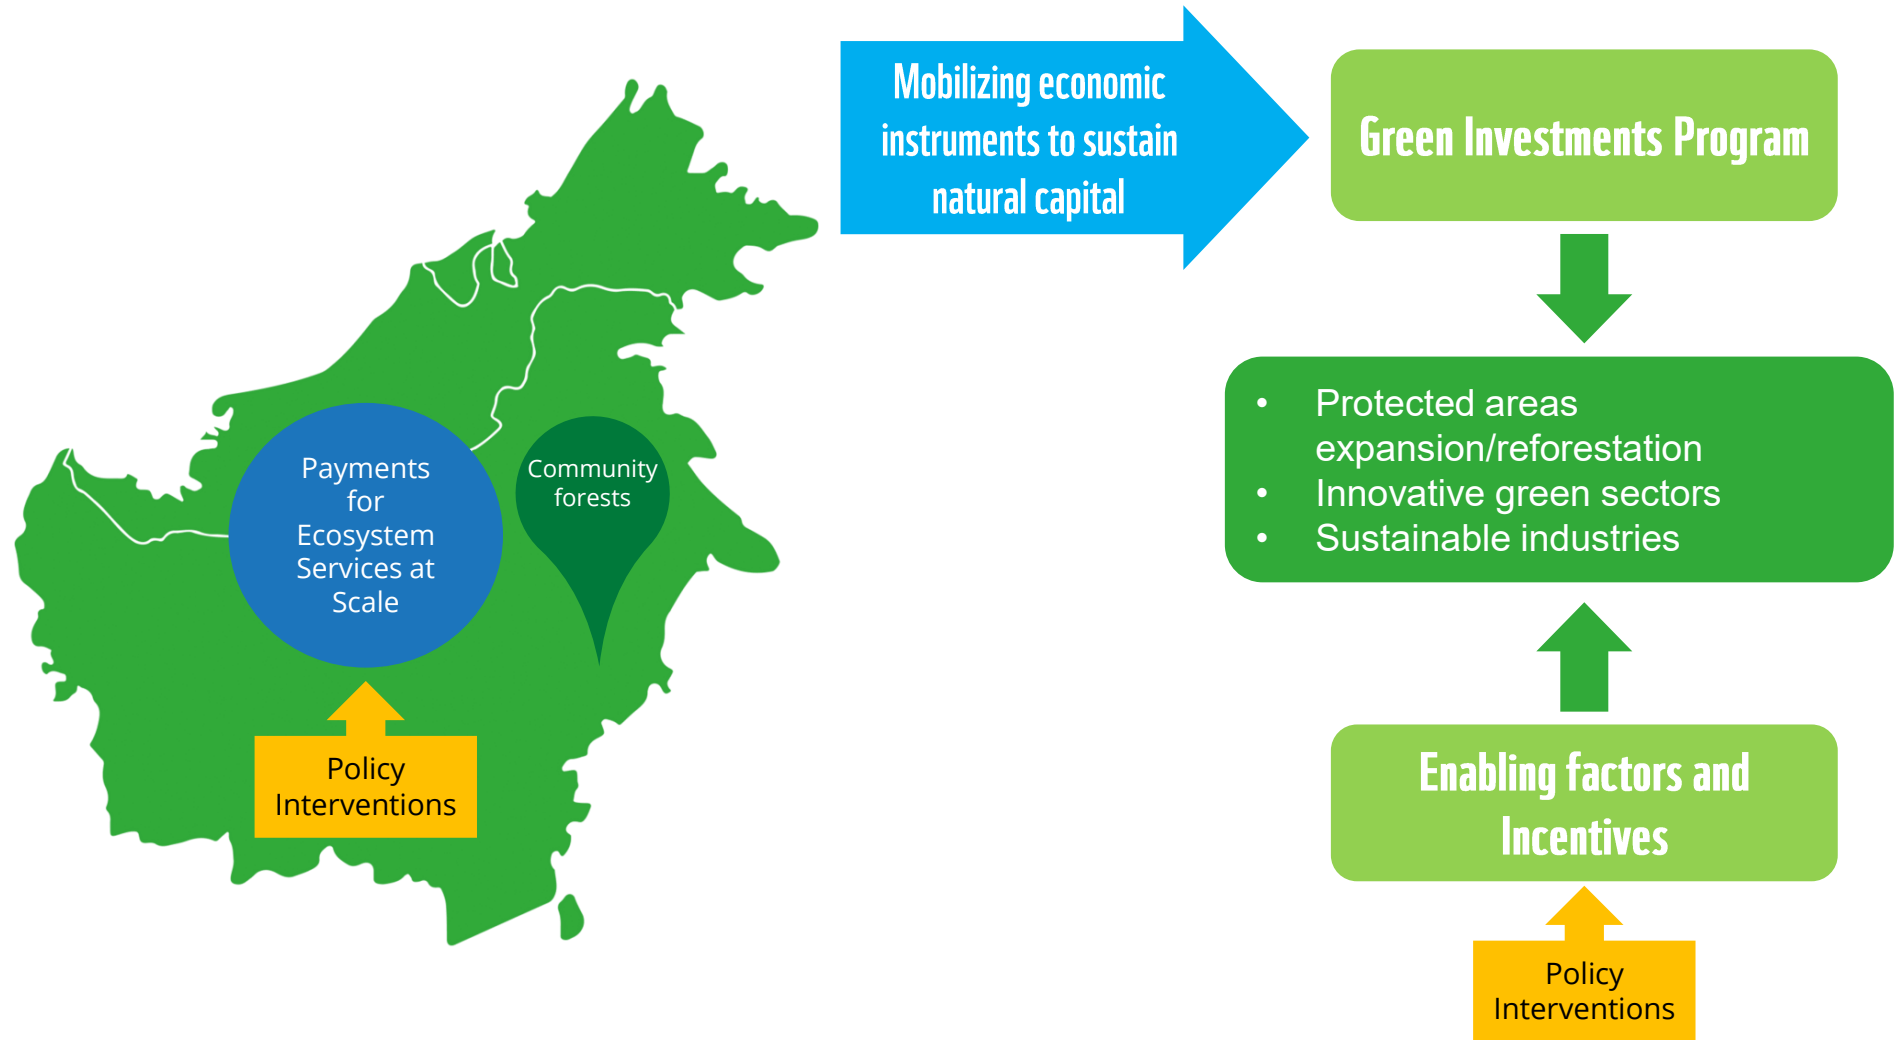 Mobilizing economic
instruments to sustain
natural capital
Green Investments Program
• Protected areas
expansion/reforestation
• Innovative green sectors
• Sustainable industries
Payments
for
Ecosystem
Services at
Scale
Community
forests
Policy
Interventions
Enabling factors and
Incentives
Policy
Interventions